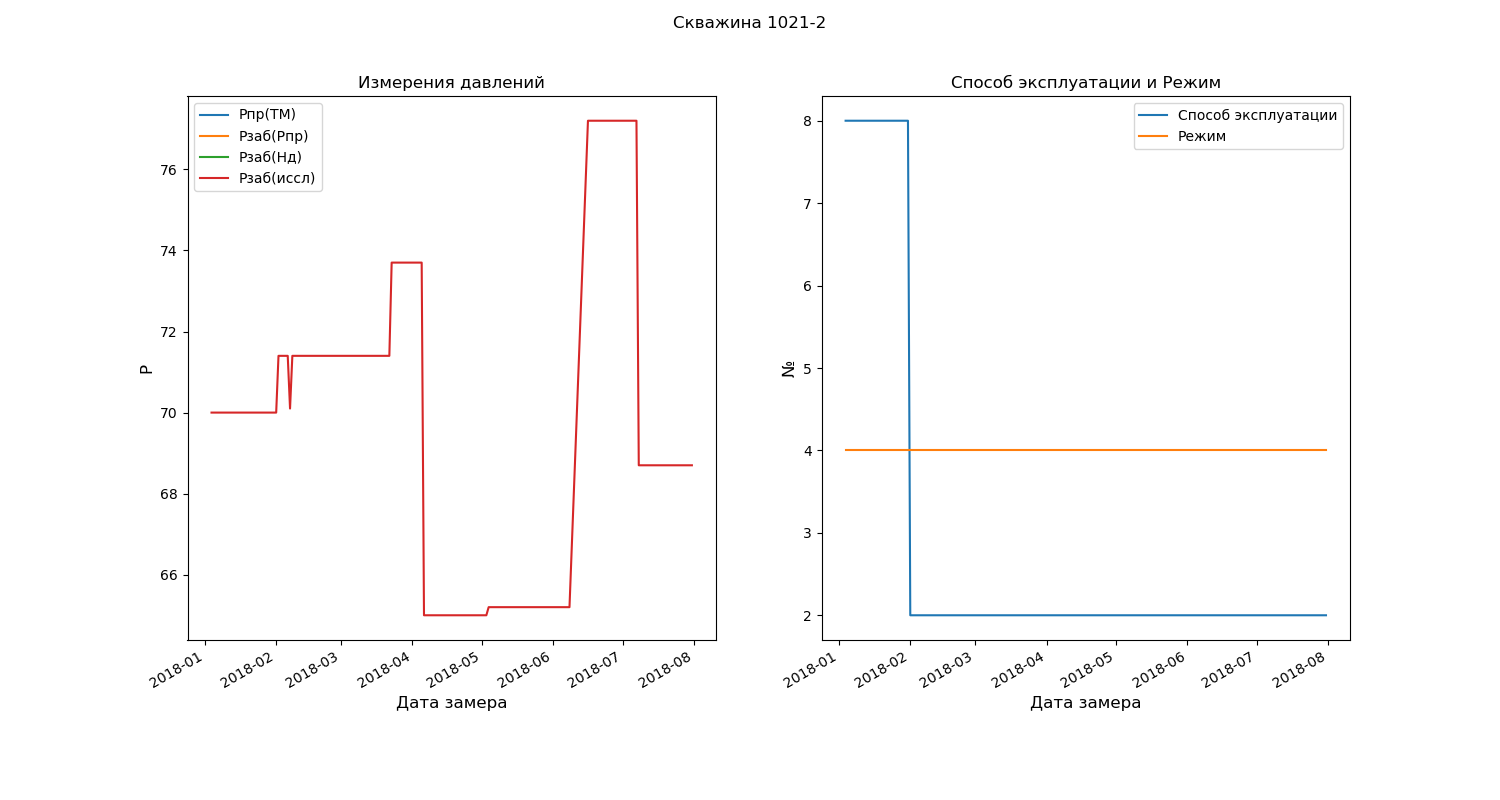 Скважина 1021-2
Измерения давлений
Рпр(ТМ)
Рзаб(Рпр)
Рзаб(Нд)
Рзаб(иссл)
76
74
72
70
68
66
Р
2018-01
2018-02
2018-03
2018-04
2018-05
2018-06
2018-07
2018-08
Дата замера
Способ эксплуатации и Режим
Способ эксплуатации
Режим
8
7
6
5
4
3
2
№
2018-01
2018-02
2018-03
2018-04
2018-05
2018-06
2018-07
2018-08
Дата замера